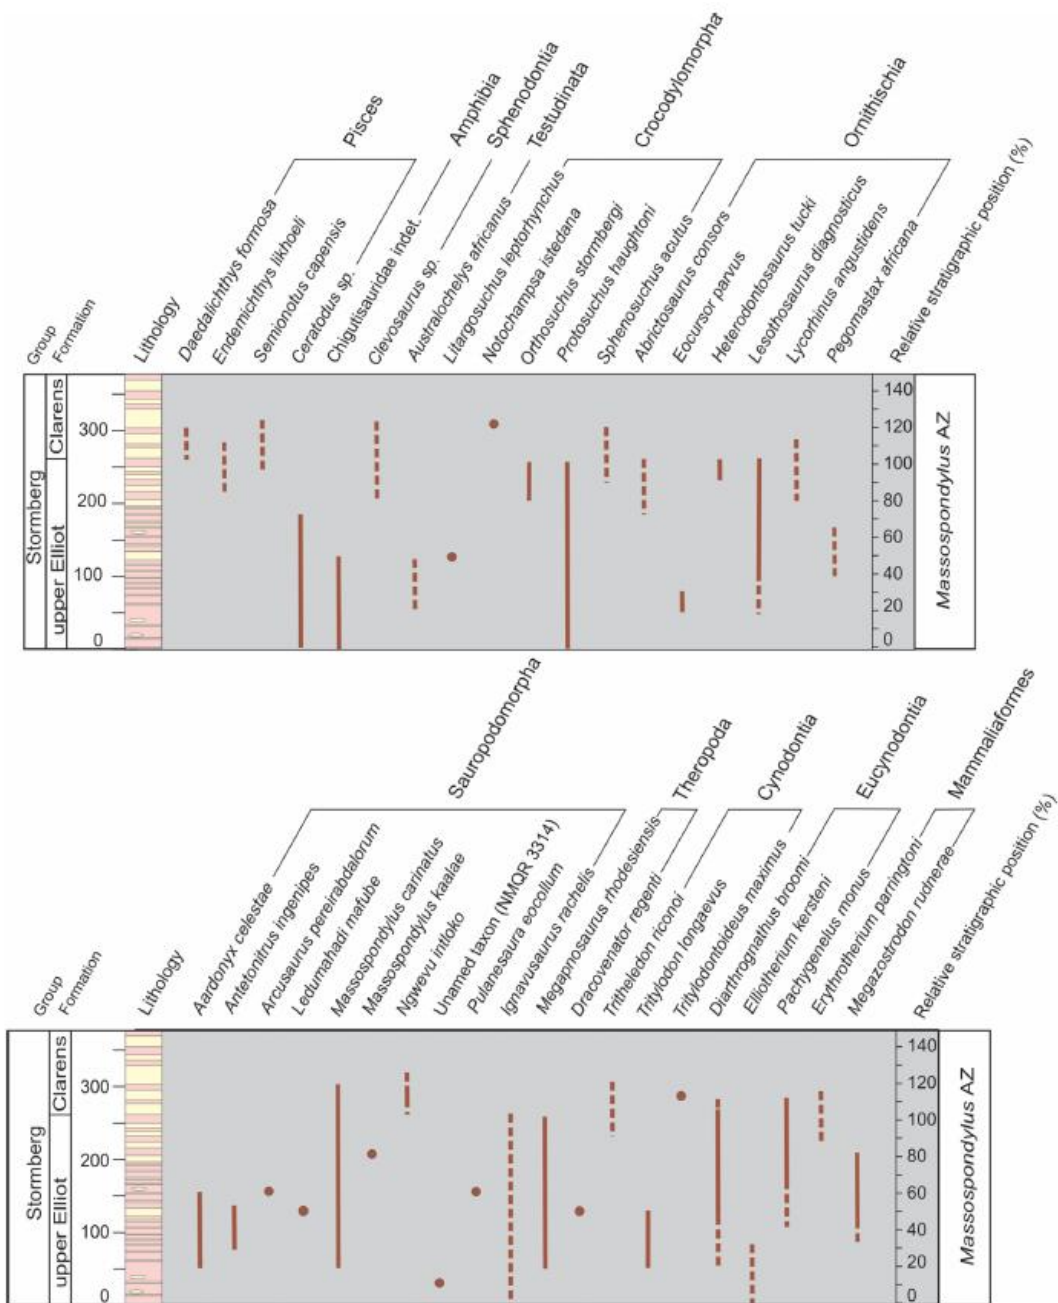 Pisces
Amphibia
Sphenodontia
Testudinata
Crocodylomorpha
Ornithischia
Group
Formation
Lithology
Daedalichthys formosa
Endemichthys likhoeli
Semionotus capensis
Ceratodus sp.
Chigutisauridae indet.
Clevosaurus sp.
Australochelys africanus
Litargosuchus leptorhynchus
Notochampsa istedana
Orthosuchus stormbergi
Protosuchus haughtoni
Sphenosuchus acutus
Abrictosaurus consors
Eocursor parvus
Heterodontosaurus tucki
Lesothosaurus diagnosticus
Lycorhinus angustidens
Pegomastax africana
Relative stratigraphic position (%)
Stormberg
Clarens
upper Elliot
300
200
100
0
140
120
100
80
60
40
20
0
Massospondylus AZ
Sauropodomorpha
Theropoda
Cynodontia
Eucynodontia
Mammaliaformes
Group
Formation
Lithology
Aardonyx celestae
Antetonitrus ingenipes
Arcusaurus pereirabdalorum
Ledumahadi mafube
Massospondylus carinatus
Massospondylus kaalae
Ngwevu intloko
Unamed taxon (NMQR 3314)
Pulanesaura eocollum
Ignavusaurus rachelis
Megapnosaurus rhodesiensis
Dracovenator regenti
Tritheledon riconoi
Tritylodon longaevus
Tritylodontoideus maximus
Diarthrognathus broomi
Elliotherium kersteni
Pachygenelus monus
Erythrotherium parringtoni
Megazostrodon rudnerae
Relative stratigraphic position (%)
Stormberg
Clarens
upper Elliot
300
200
100
0
140
120
100
80
60
40
20
0
Massospondylus AZ